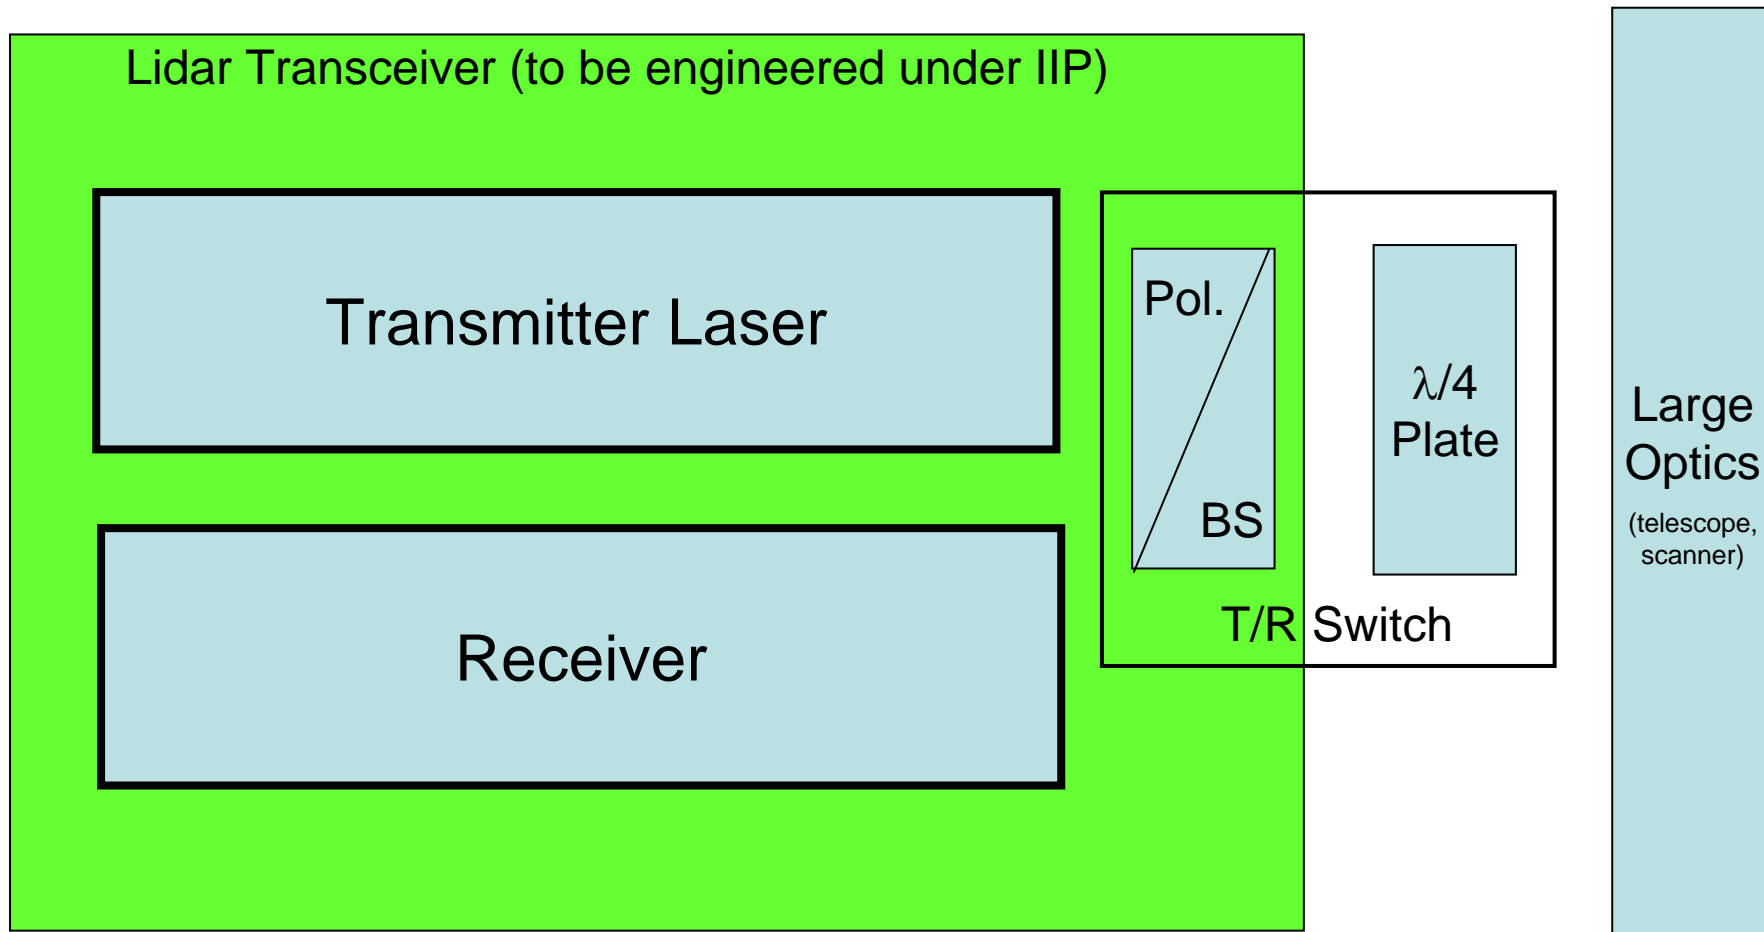 Lidar Transceiver (to be engineered under IIP)
Transmitter Laser
Receiver
Pol.
BS
λ/4
Plate
T/R Switch
Large
Optics
(telescope,
scanner)